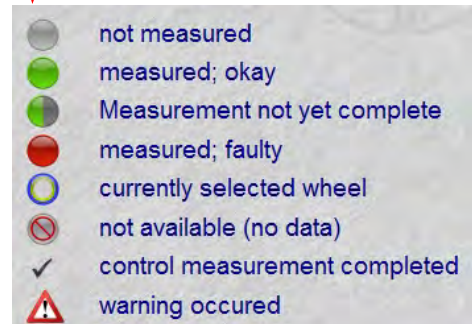 not measured
measured; okay
Measurement not yet complete
measured; faulty
currently selected wheel
not available (no data)
control measurement completed
warning occured